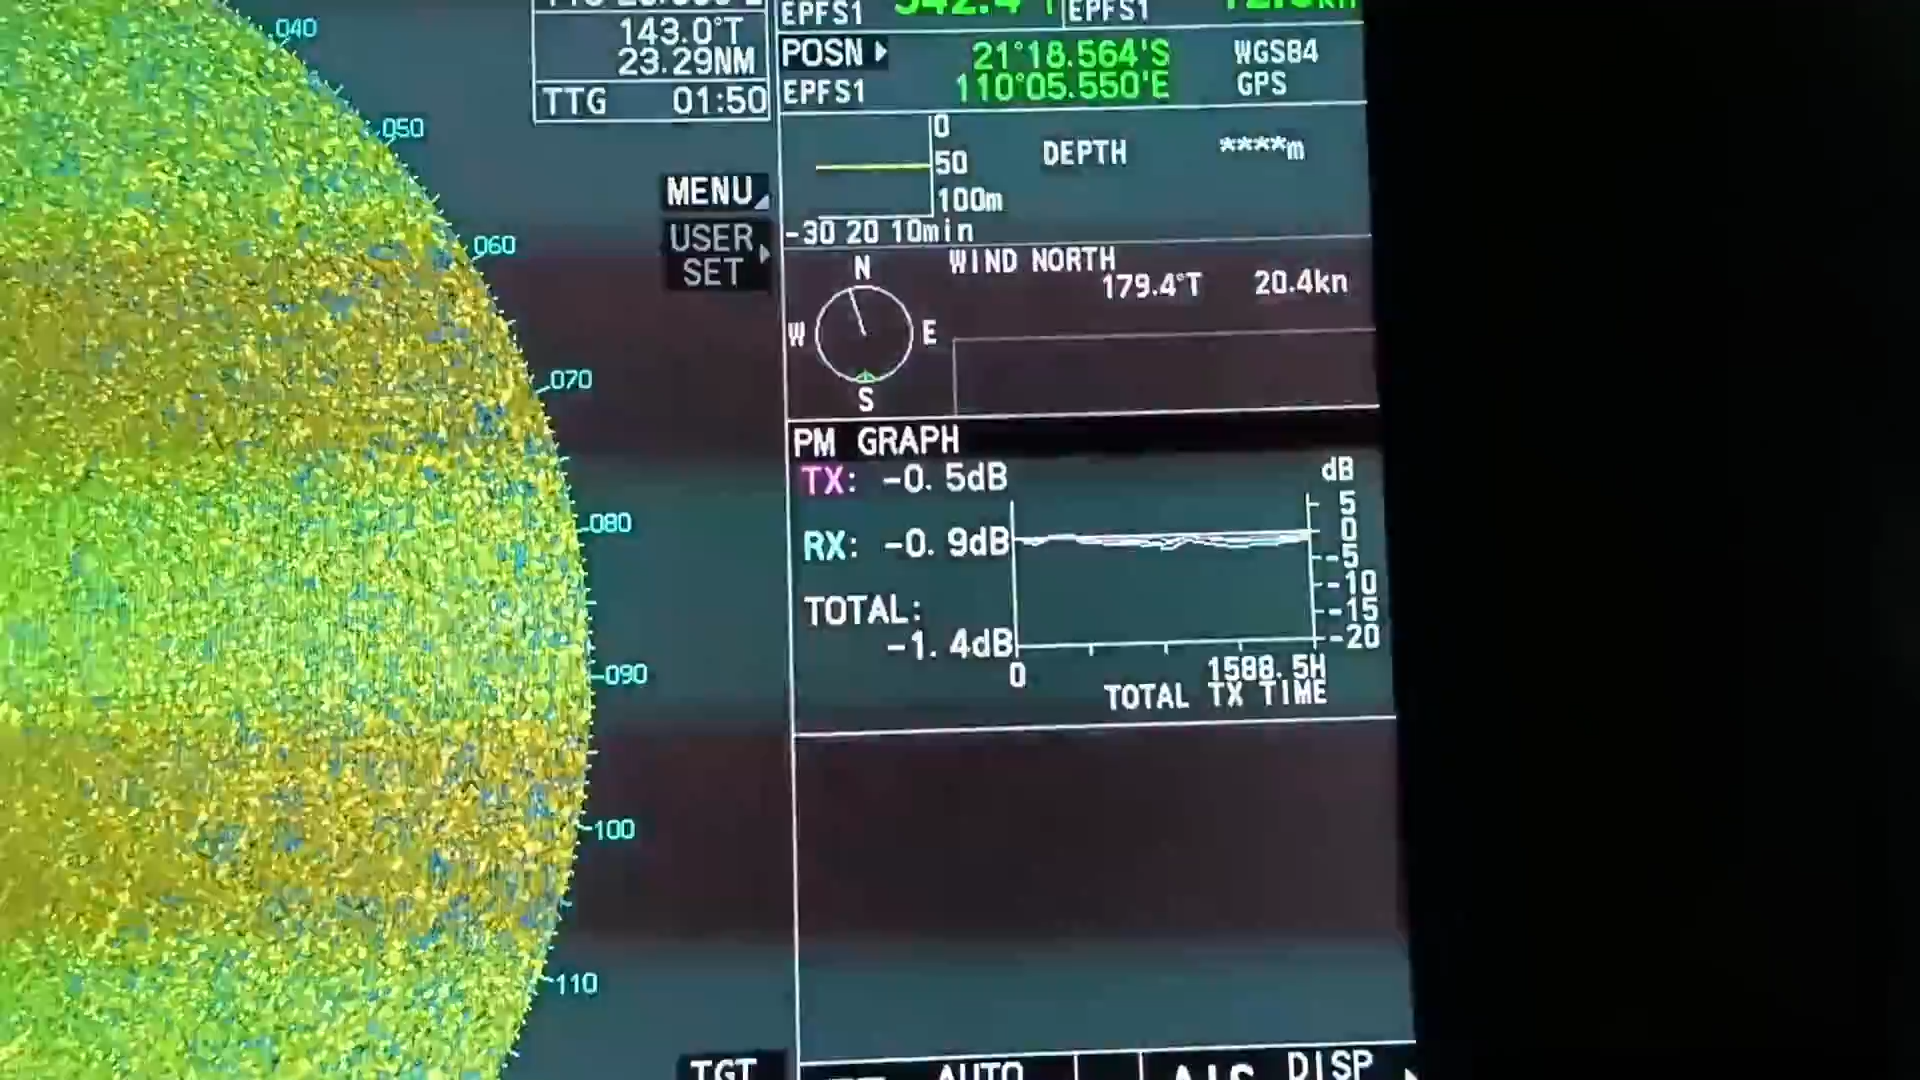 040
143.0°T
23.29NM
TTG 01:50
050
060
070
080
090
100
110
MENU
USER
SET
EPFS1
EPFS1
POSN 21°18.564'S WGS84
EPFS1 110°05.550'E GPS
0
50
100m
-30 20 10min
DEPTH ****m
WIND NORTH
179.4°T 20.4kn
N
W E
S
PM GRAPH
TX: -0.5dB
RX: -0.9dB
TOTAL:
-1.4dB
dB
5
0
-5
-10
-15
-20
0 1588.5H
TOTAL TX TIME
TGT
AUTO
AIS DISP